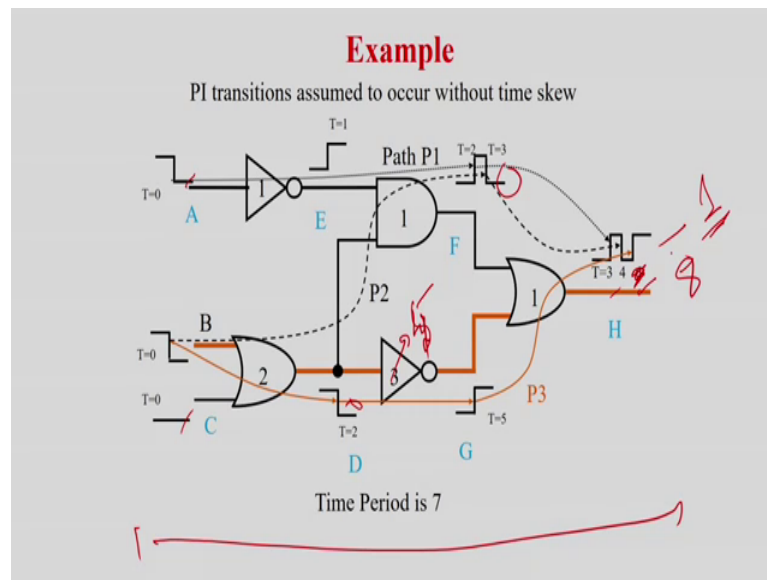 Example
PI transitions assumed to occur without time skew
T=1
Path P1
T=2 T=3
T=0
A
1
E
1
F
T=3 4
1
8
H
P2
B
T=0
2
3
P3
T=0
C
T=2
T=5
D
G
Time Period is 7